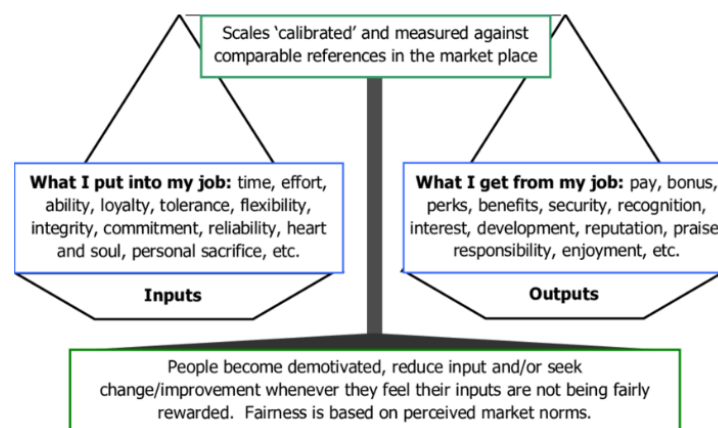 Scales ‘calibrated’ and measured against
comparable references in the market place
What I put into my job: time, effort,
ability, loyalty, tolerance, flexibility,
integrity, commitment, reliability, heart
and soul, personal sacrifice, etc.
Inputs
What I get from my job: pay, bonus,
perks, benefits, security, recognition,
interest, development, reputation, praise
responsibility, enjoyment, etc.
Outputs
People become demotivated, reduce input and/or seek
change/improvement whenever they feel their inputs are not being fairly
rewarded.  Fairness is based on perceived market norms.